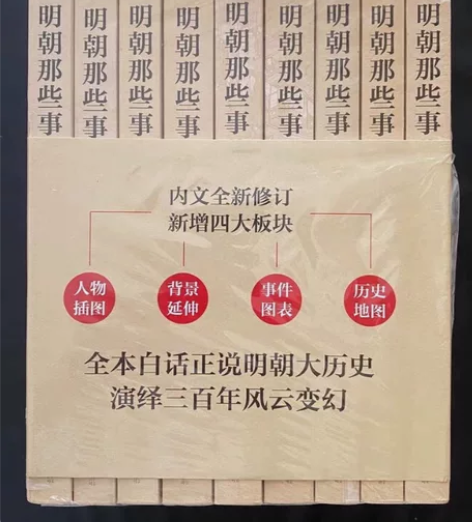 明朝那些事
明朝那些事
明朝那些事
明朝那些事
明朝那些事
明朝那些事
明朝那些事
明朝那些事
明朝那些事
内文全新修订
新增四大板块
人物
插图
背景
延伸
事件
图表
历史
地图
全本白话正说明朝大历史
演绎三百年风云变幻